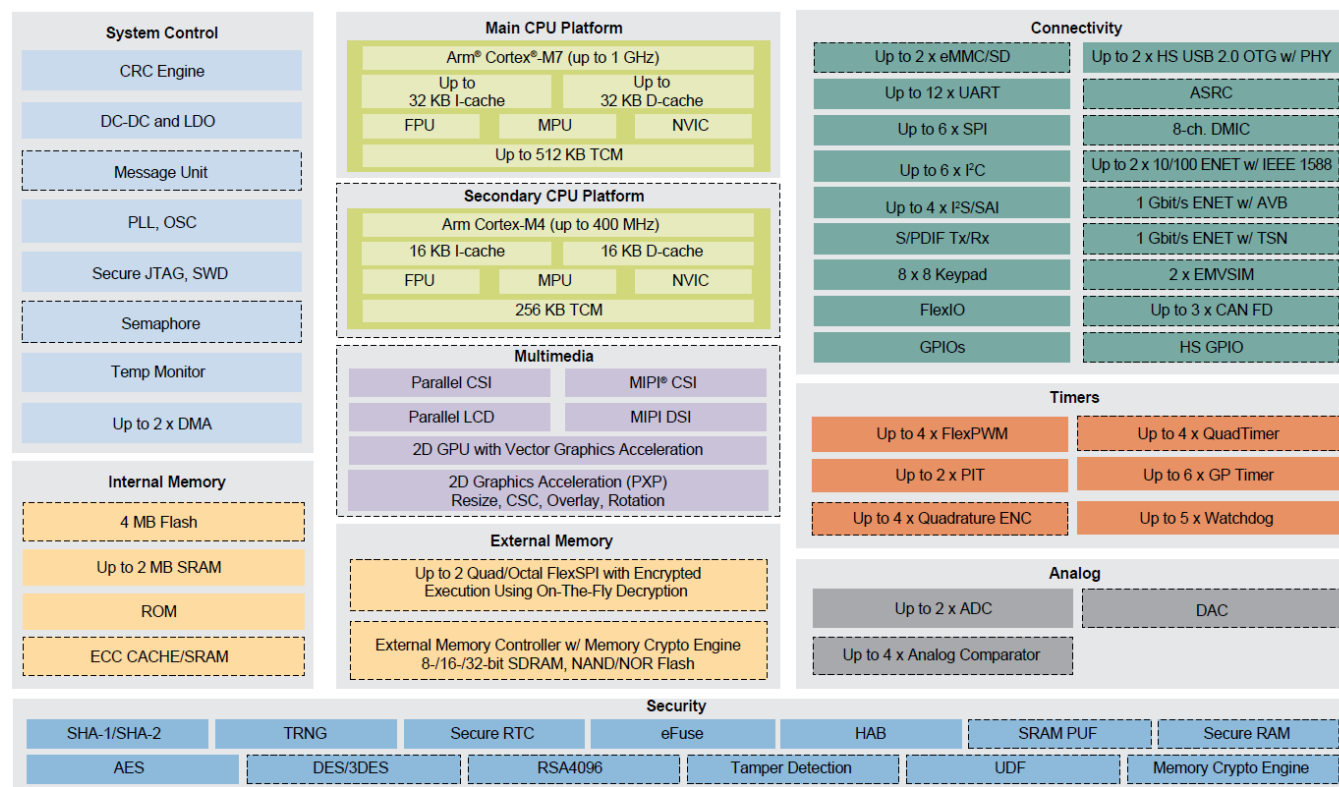 System Control
CRC Engine
DC-DC and LDO
Message Unit
PLL, OSC
Secure JTAG, SWD
Semaphore
Temp Monitor
Up to 2 x DMA
Internal Memory
4 MB Flash
Up to 2 MB SRAM
ROM
ECC CACHE/SRAM
Main CPU Platform
Arm® Cortex®-M7 (up to 1 GHz)
Up to
32 KB I-cache
Up to
32 KB D-cache
FPU
MPU
NVIC
Up to 512 KB TCM
Secondary CPU Platform
Arm Cortex-M4 (up to 400 MHz)
16 KB I-cache
16 KB D-cache
FPU
MPU
NVIC
256 KB TCM
Multimedia
Parallel CSI
MIPI® CSI
Parallel LCD
MIPI DSI
2D GPU with Vector Graphics Acceleration
2D Graphics Acceleration (PXP)
Resize, CSC, Overlay, Rotation
External Memory
Up to 2 Quad/Octal FlexSPI with Encrypted
Execution Using On-The-Fly Decryption
External Memory Controller w/ Memory Crypto Engine
8-/16-/32-bit SDRAM, NAND/NOR Flash
Connectivity
Up to 2 x eMMC/SD
Up to 2 x HS USB 2.0 OTG w/ PHY
Up to 12 x UART
ASRC
Up to 6 x SPI
8-ch. DMIC
Up to 6 x I²C
Up to 2 x 10/100 ENET w/ IEEE 1588
Up to 4 x I²S/SAI
1 Gbit/s ENET w/ AVB
S/PDIF Tx/Rx
1 Gbit/s ENET w/ TSN
8 x 8 Keypad
2 x EMVSIM
FlexIO
Up to 3 x CAN FD
GPIOs
HS GPIO
Timers
Up to 4 x FlexPWM
Up to 4 x QuadTimer
Up to 2 x PIT
Up to 6 x GP Timer
Up to 4 x Quadrature ENC
Up to 5 x Watchdog
Analog
Up to 2 x ADC
DAC
Up to 4 x Analog Comparator
Security
SHA-1/SHA-2
TRNG
Secure RTC
eFuse
HAB
SRAM PUF
Secure RAM
AES
DES/3DES
RSA4096
Tamper Detection
UDF
Memory Crypto Engine